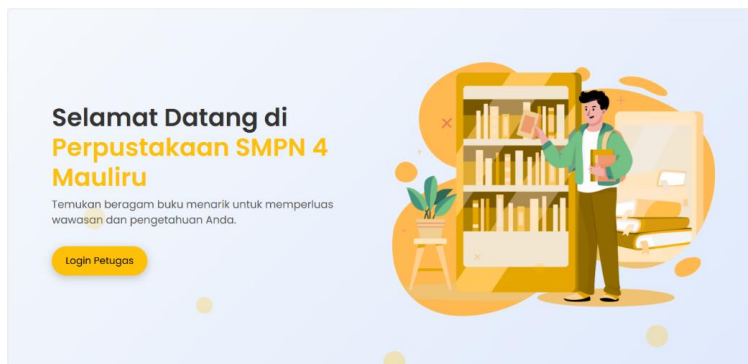 Selamat Datang di
Perpustakaan SMPN 4
Mauliru
Temukan beragam buku menarik untuk memperluas
wawasan dan pengetahuan Anda.
Login Petugas